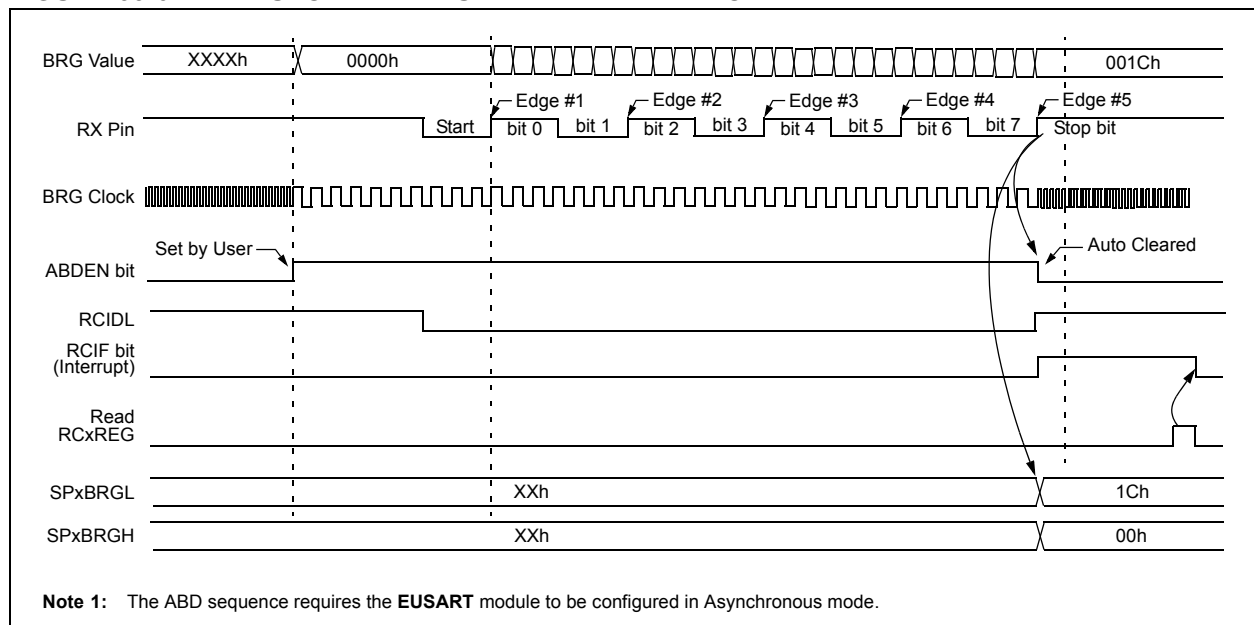 BRG Value XXXXh 0000h 001Ch
Edge #1 Edge #2 Edge #3 Edge #4 Edge #5
RX Pin Start bit 0 bit 1 bit 2 bit 3 bit 4 bit 5 bit 6 bit 7 Stop bit
BRG Clock
Set by User Auto Cleared
ABDEN bit
RCIDL
RCIF bit
(Interrupt)
Read
RCxREG
SPxBRGL XXh 1Ch
SPxBRGH XXh 00h
Note 1: The ABD sequence requires the EUSART module to be configured in Asynchronous mode.